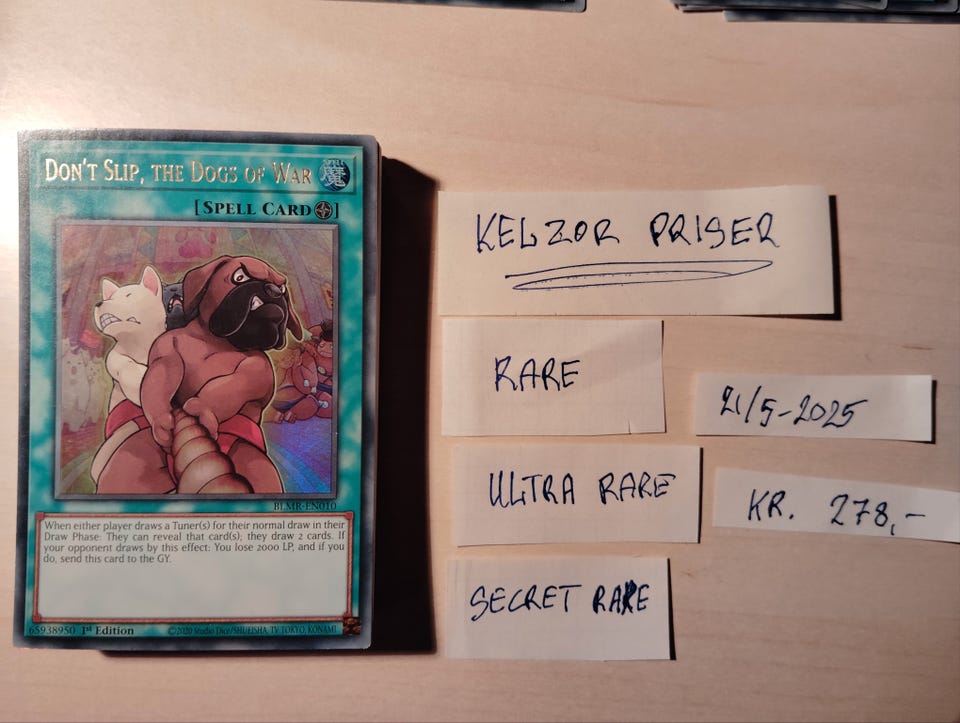 DON'T SLIP, THE DOGS OF WAR
魔
[SPELL CARD]
BLMR-EN010
When either player draws a Tuner(s) for their normal draw in their
Draw Phase: They can reveal that card(s); they draw 2 cards. If
your opponent draws by this effect: You lose 2000 LP, and if you
do, send this card to the GY.
65938950 1st Edition
©2020 Studio Dice/SHUEISHA, TV TOKYO, KONAMI
KELZOR PRISER
RARE
21/5-2025
ULTRA RARE
KR. 278,-
SECRET RARE